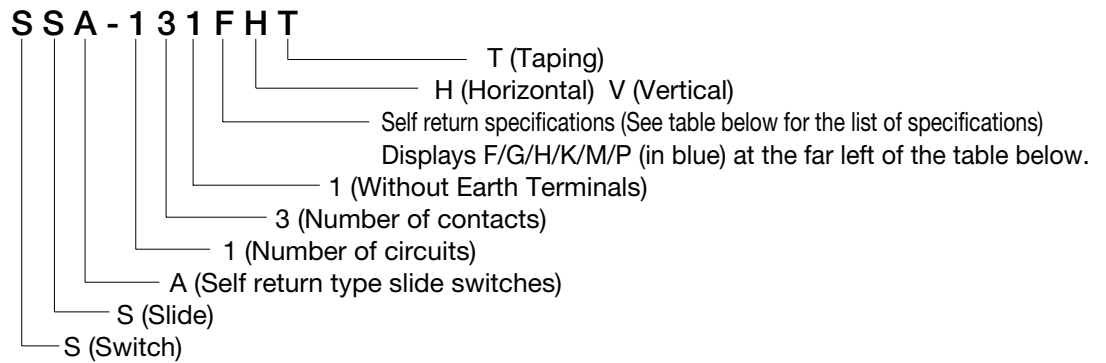 SSA-131FHT
T (Taping)
H (Horizontal) V (Vertical)
Self return specifications (See table below for the list of specifications)
Displays F/G/H/K/M/P (in blue) at the far left of the table below.
1 (Without Earth Terminals)
3 (Number of contacts)
1 (Number of circuits)
A (Self return type slide switches)
S (Slide)
S (Switch)